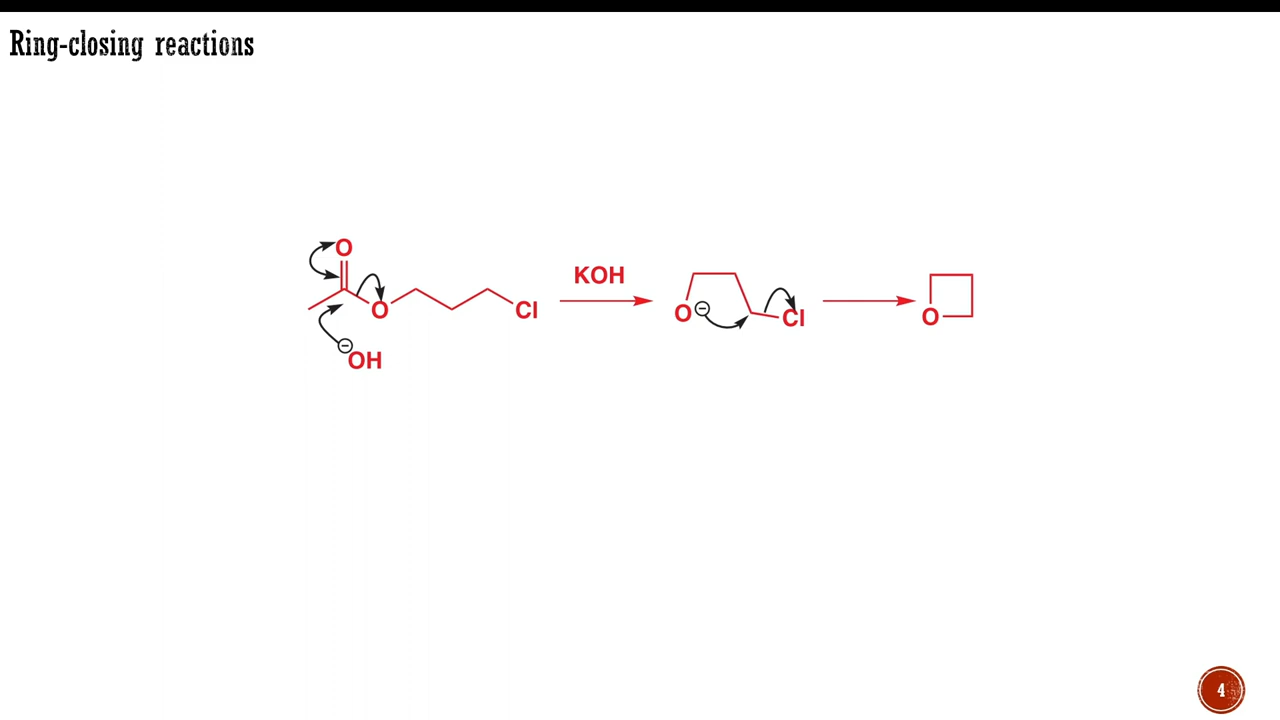 Ring-closing reactions
O
KOH
O
Cl
O
⊖
Cl
O
⊖
OH
4